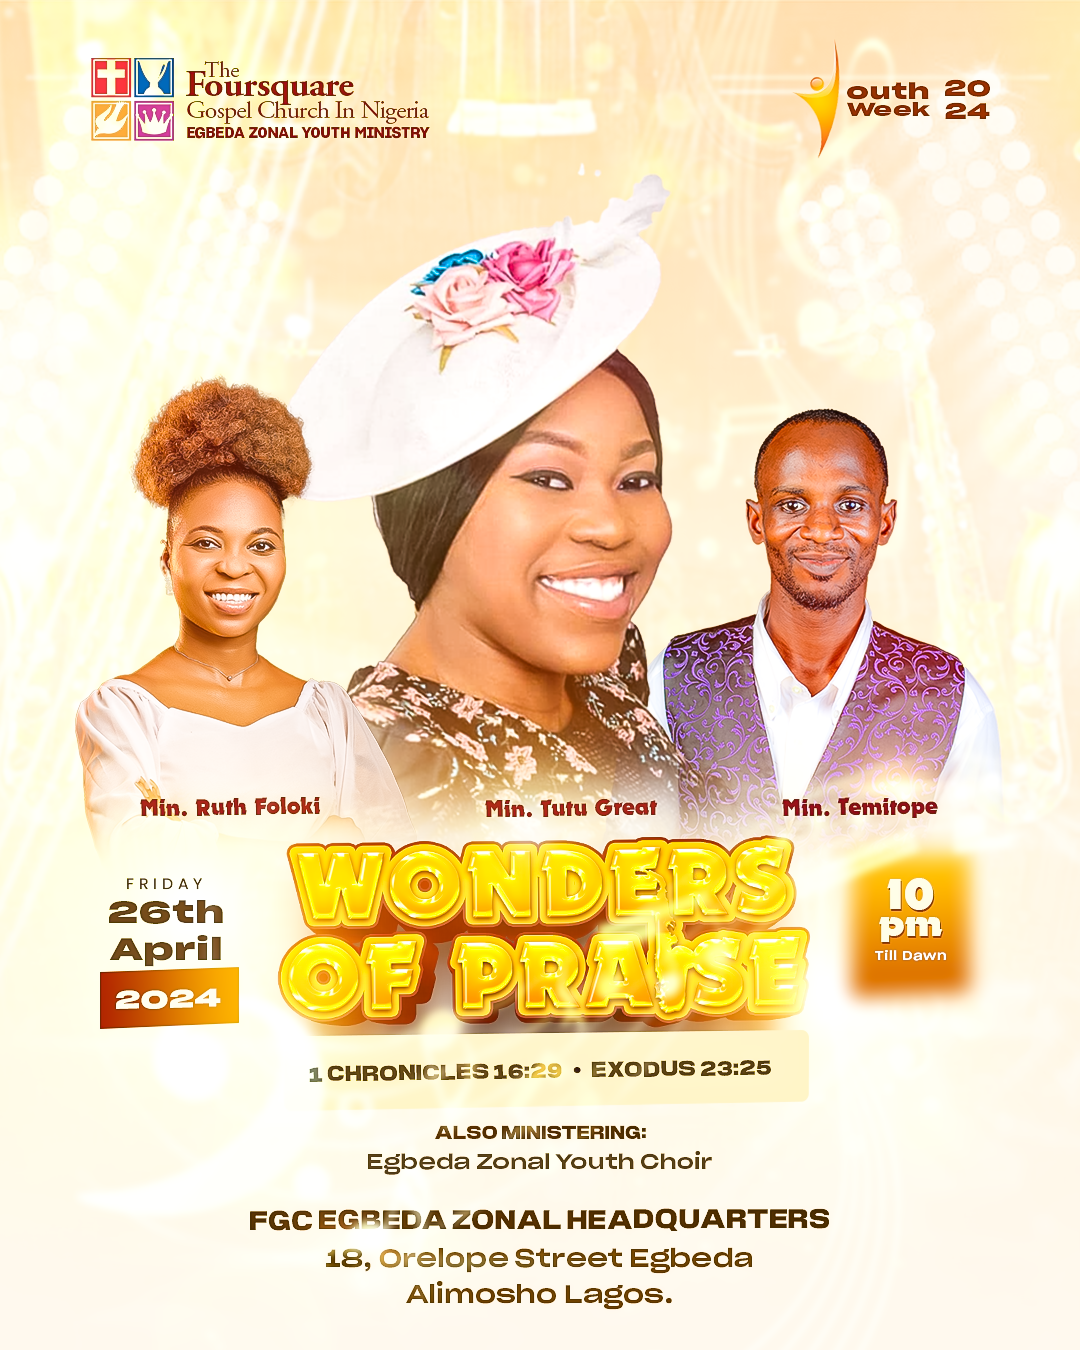 The
Foursquare
Gospel Church In Nigeria
EGBEDA ZONAL YOUTH MINISTRY
Youth
Week
20
24
Min. Ruth Foloki
Min. Tutu Great
Min. Temitope
WONDERS
OF PRAISE
FRIDAY
26th
April
2024
10
pm
Till Dawn
1 CHRONICLES 16:29 • EXODUS 23:25
ALSO MINISTERING:
Egbeda Zonal Youth Choir
FGC EGBEDA ZONAL HEADQUARTERS
18, Orelope Street Egbeda
Alimosho Lagos.